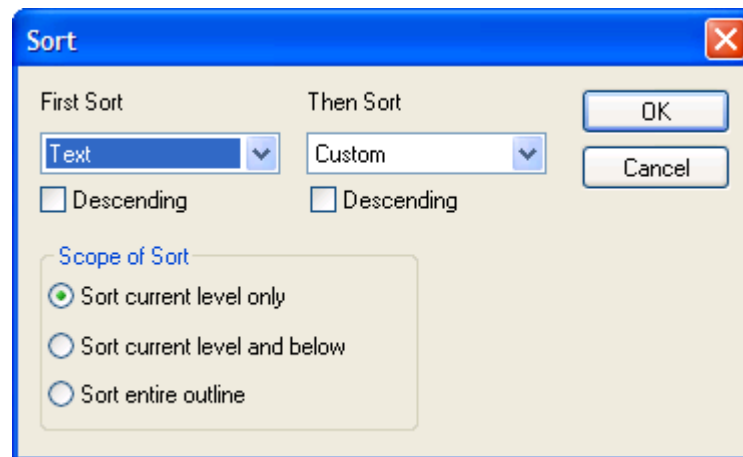 Sort
First Sort
Then Sort
OK
Text
Custom
Cancel
Descending
Descending
Scope of Sort
Sort current level only
Sort current level and below
Sort entire outline